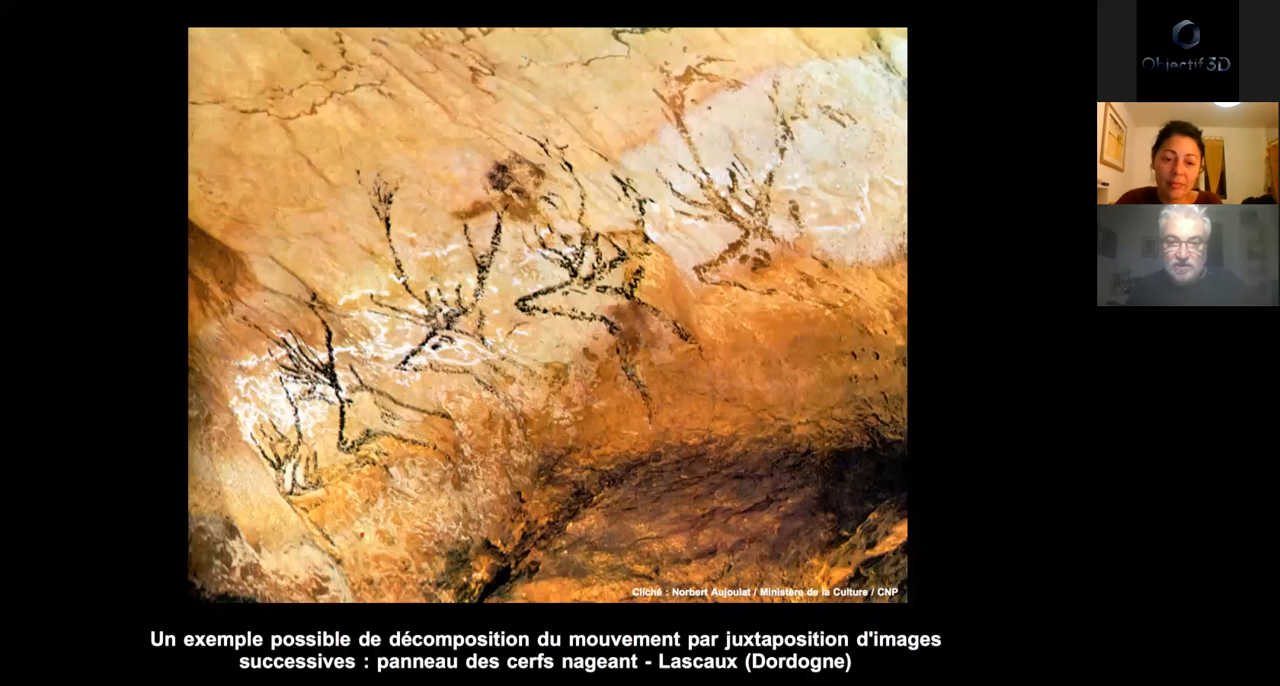 Objectif 3D
Cliché : Norbert Aujoulat / Ministère de la Culture / CNP
Un exemple possible de décomposition du mouvement par juxtaposition d'images
successives : panneau des cerfs nageant - Lascaux (Dordogne)